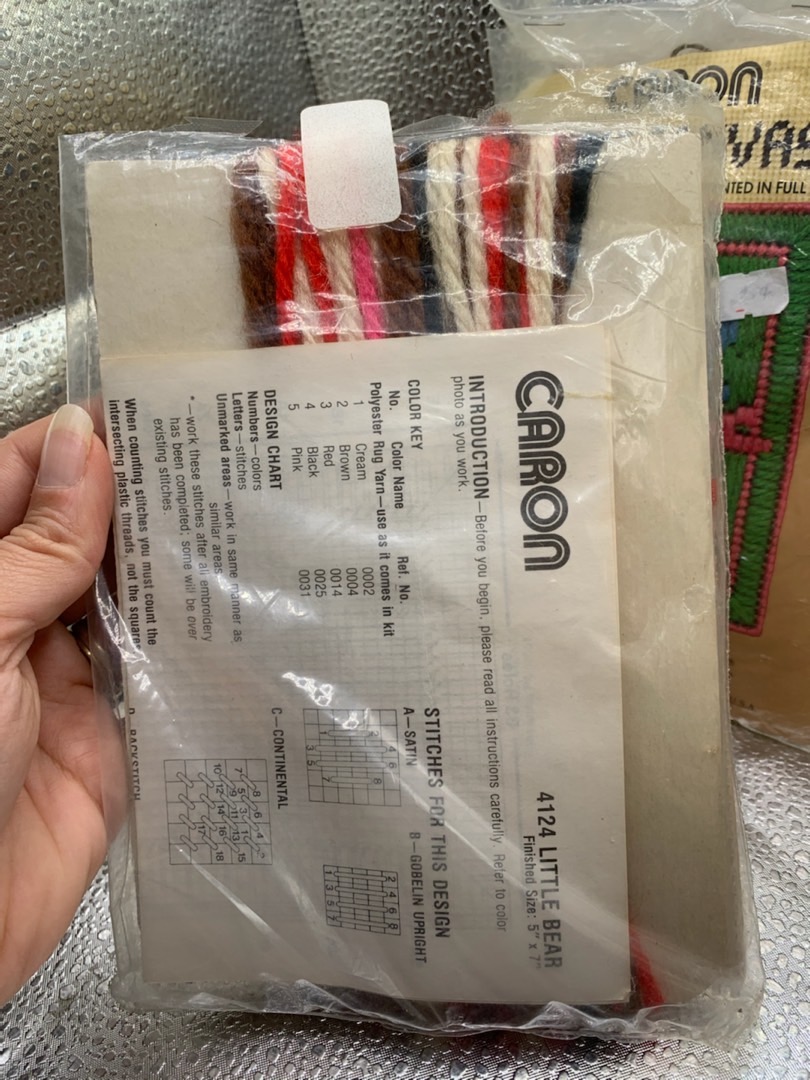 CARON
4124 LITTLE BEAR
Finished Size: 5" x 7"
INTRODUCTION—Before you begin, please read all instructions carefully. Refer to color
photo as you work.
COLOR KEY
No. Color Name Ref. No.
Polyester Rug Yarn—use as it comes in kit
1 Cream 0002
2 Brown 0004
3 Red 0014
4 Black 0025
5 Pink 0031
DESIGN CHART
Numbers—colors
Letters—stitches
Unmarked areas—work in same manner as
similar areas
*—work these stitches after all embroidery
has been completed; some will be over
existing stitches.
When counting stitches you must count the
intersecting plastic threads, not the square
STITCHES FOR THIS DESIGN
A—SATIN
B—GOBELIN UPRIGHT
C—CONTINENTAL
BACKSTITCH
CARON
NTED IN FULL